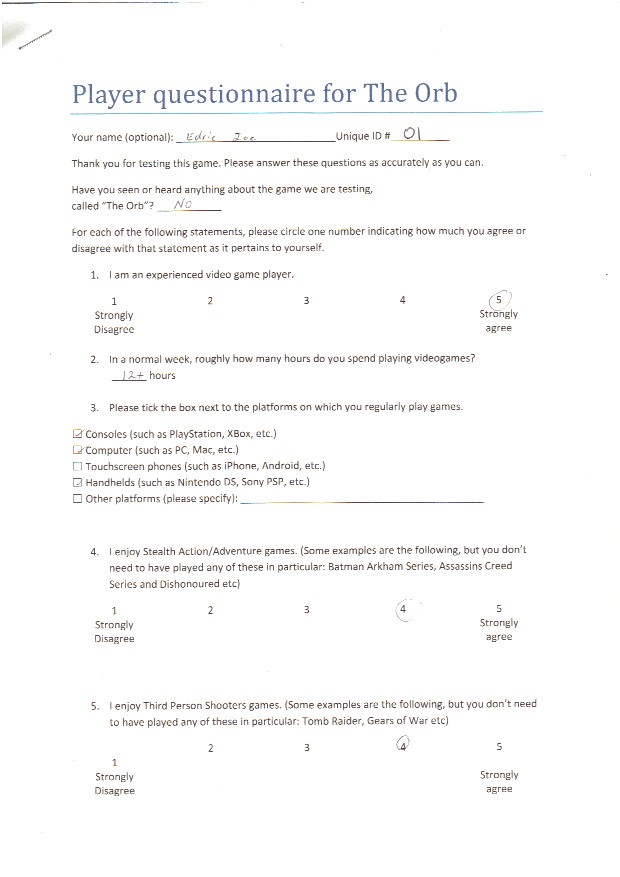 Player questionnaire for The Orb
Your name (optional): Edric Unique ID # 01
Thank you for testing this game. Please answer these questions as accurately as you can.
Have you seen or heard anything about the game we are testing,
called "The Orb"? No
For each of the following statements, please circle one number indicating how much you agree or
disagree with that statement as it pertains to yourself.
1. I am an experienced video game player.
1 2 3 4 5
Strongly Strongly
Disagree agree
2. In a normal week, roughly how many hours do you spend playing videogames?
12+ hours
3. Please tick the box next to the platforms on which you regularly play games.
☑ Consoles (such as PlayStation, XBox, etc.)
☑ Computer (such as PC, Mac, etc.)
☐ Touchscreen phones (such as iPhone, Android, etc.)
☑ Handhelds (such as Nintendo DS, Sony PSP, etc.)
☐ Other platforms (please specify):
4. I enjoy Stealth Action/Adventure games. (Some examples are the following, but you don't
need to have played any of these in particular: Batman Arkham Series, Assassins Creed
Series and Dishonoured etc)
1 2 3 4 5
Strongly Strongly
Disagree agree
5. I enjoy Third Person Shooters games. (Some examples are the following, but you don't need
to have played any of these in particular: Tomb Raider, Gears of War etc)
2 3 4 5
1
Strongly Strongly
Disagree agree